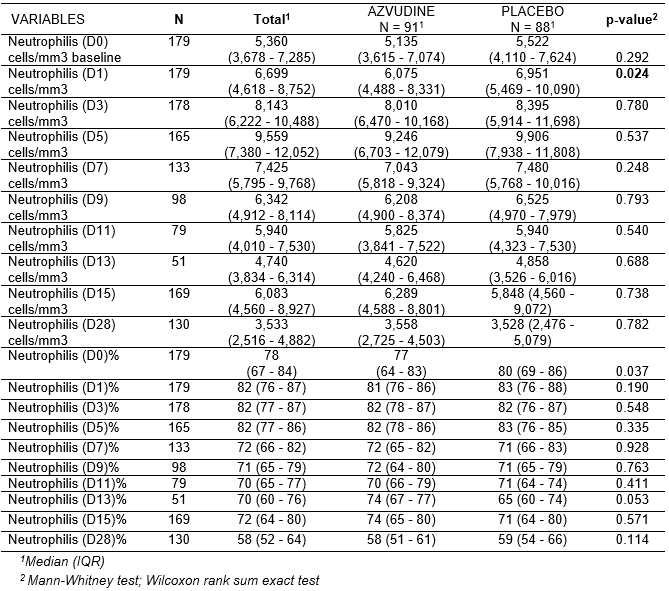 VARIABLES N Total1 AZVUDINE N = 911 PLACEBO N = 881 p-value2
Neutrophilis (D0) 179 5,360 5,135 5,522
cells/mm3 baseline (3,678 - 7,285) (3,615 - 7,074) (4,110 - 7,624) 0.292
Neutrophilis (D1) 179 6,699 6,075 6,951 0.024
cells/mm3 (4,618 - 8,752) (4,488 - 8,331) (5,469 - 10,090)
Neutrophilis (D3) 178 8,143 8,010 8,395 0.780
cells/mm3 (6,222 - 10,488) (6,470 - 10,168) (5,914 - 11,698)
Neutrophilis (D5) 165 9,559 9,246 9,906 0.537
cells/mm3 (7,380 - 12,052) (6,703 - 12,079) (7,938 - 11,808)
Neutrophilis (D7) 133 7,425 7,043 7,480 0.248
cells/mm3 (5,795 - 9,768) (5,818 - 9,324) (5,768 - 10,016)
Neutrophilis (D9) 98 6,342 6,208 6,525 0.793
cells/mm3 (4,912 - 8,114) (4,900 - 8,374) (4,970 - 7,979)
Neutrophilis (D11) 79 5,940 5,825 5,940 0.540
cells/mm3 (4,010 - 7,530) (3,841 - 7,522) (4,323 - 7,530)
Neutrophilis (D13) 51 4,740 4,620 4,858 0.688
cells/mm3 (3,834 - 6,314) (4,240 - 6,468) (3,526 - 6,016)
Neutrophilis (D15) 169 6,083 6,289 5,848 (4,560 - 0.738
cells/mm3 (4,560 - 8,927) (4,588 - 8,801) 9,072)
Neutrophilis (D28) 130 3,533 3,558 3,528 (2,476 - 0.782
cells/mm3 (2,516 - 4,882) (2,725 - 4,503) 5,079)
Neutrophilis (D0)% 179 78 77
(67 - 84) (64 - 83) 80 (69 - 86) 0.037
Neutrophilis (D1)% 179 82 (76 - 87) 81 (76 - 86) 83 (76 - 88) 0.190
Neutrophilis (D3)% 178 82 (77 - 87) 82 (78 - 87) 82 (76 - 87) 0.548
Neutrophilis (D5)% 165 82 (77 - 86) 82 (78 - 86) 83 (76 - 85) 0.335
Neutrophilis (D7)% 133 72 (66 - 82) 72 (65 - 82) 71 (66 - 83) 0.928
Neutrophilis (D9)% 98 71 (65 - 79) 72 (64 - 80) 71 (65 - 79) 0.763
Neutrophilis (D11)% 79 70 (65 - 77) 70 (66 - 79) 71 (64 - 74) 0.411
Neutrophilis (D13)% 51 70 (60 - 76) 74 (67 - 77) 65 (60 - 74) 0.053
Neutrophilis (D15)% 169 72 (64 - 80) 74 (65 - 80) 71 (64 - 80) 0.571
Neutrophilis (D28)% 130 58 (52 - 64) 58 (51 - 61) 59 (54 - 66) 0.114
1Median (IQR)
2 Mann-Whitney test; Wilcoxon rank sum exact test